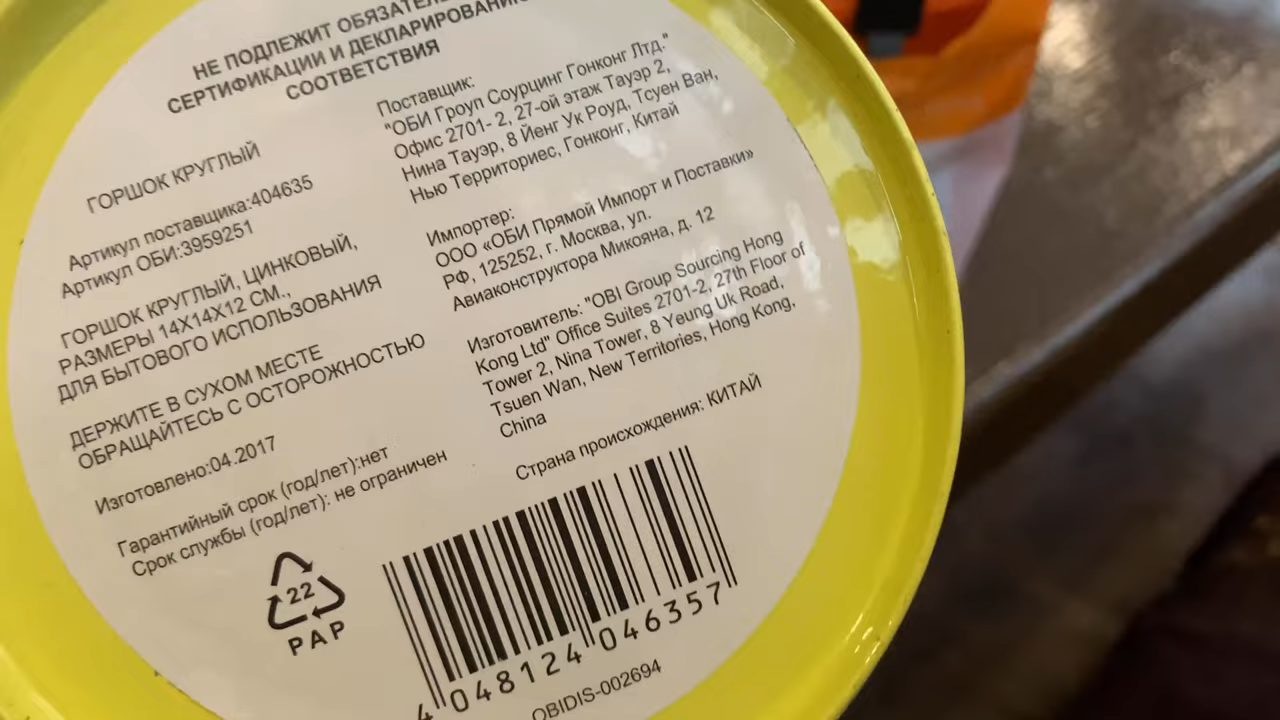 НЕ ПОДЛЕЖИТ
СЕРТИФИКАЦИИ И
СООТВЕТСТВИЯ
ГОРШОК КРУГЛЫЙ
Артикул поставщика:404635
Артикул ОБИ:3959251
ГОРШОК КРУГЛЫЙ, ЦИНКОВЫЙ,
РАЗМЕРЫ 14Х14Х12 СМ.,
ДЛЯ БЫТОВОГО ИСПОЛЬЗОВАНИЯ
ДЕРЖИТЕ В СУХОМ МЕСТЕ
ОБРАЩАЙТЕСЬ С ОСТОРОЖНОСТЬЮ
Изготовлено:04.2017
Гарантийный срок (год/лет):нет
Срок службы (год/лет): не ограничен
22
PAP
Поставщик:
"ОБИ Гроуп Соурцинг Гонконг Лтд."
Офис 2701- 2, 27-ой этаж Тауэр 2,
Нина Тауэр, 8 Йенг Ук Роуд, Тсуен Ван,
Нью Территориес, Гонконг, Китай
Импортер:
ООО «ОБИ Прямой Импорт и Поставки»
РФ, 125252, г. Москва, ул.
Авиаконструктора Микояна, д. 12
Изготовитель: "OBI Group Sourcing Hong
Kong Ltd" Office Suites 2701-2, 27th Floor of
Tower 2, Nina Tower, 8 Yeung Uk Road,
Tsuen Wan, New Territories, Hong Kong,
China
Страна происхождения: КИТАЙ
4 048124 046357
OBIDIS-002694